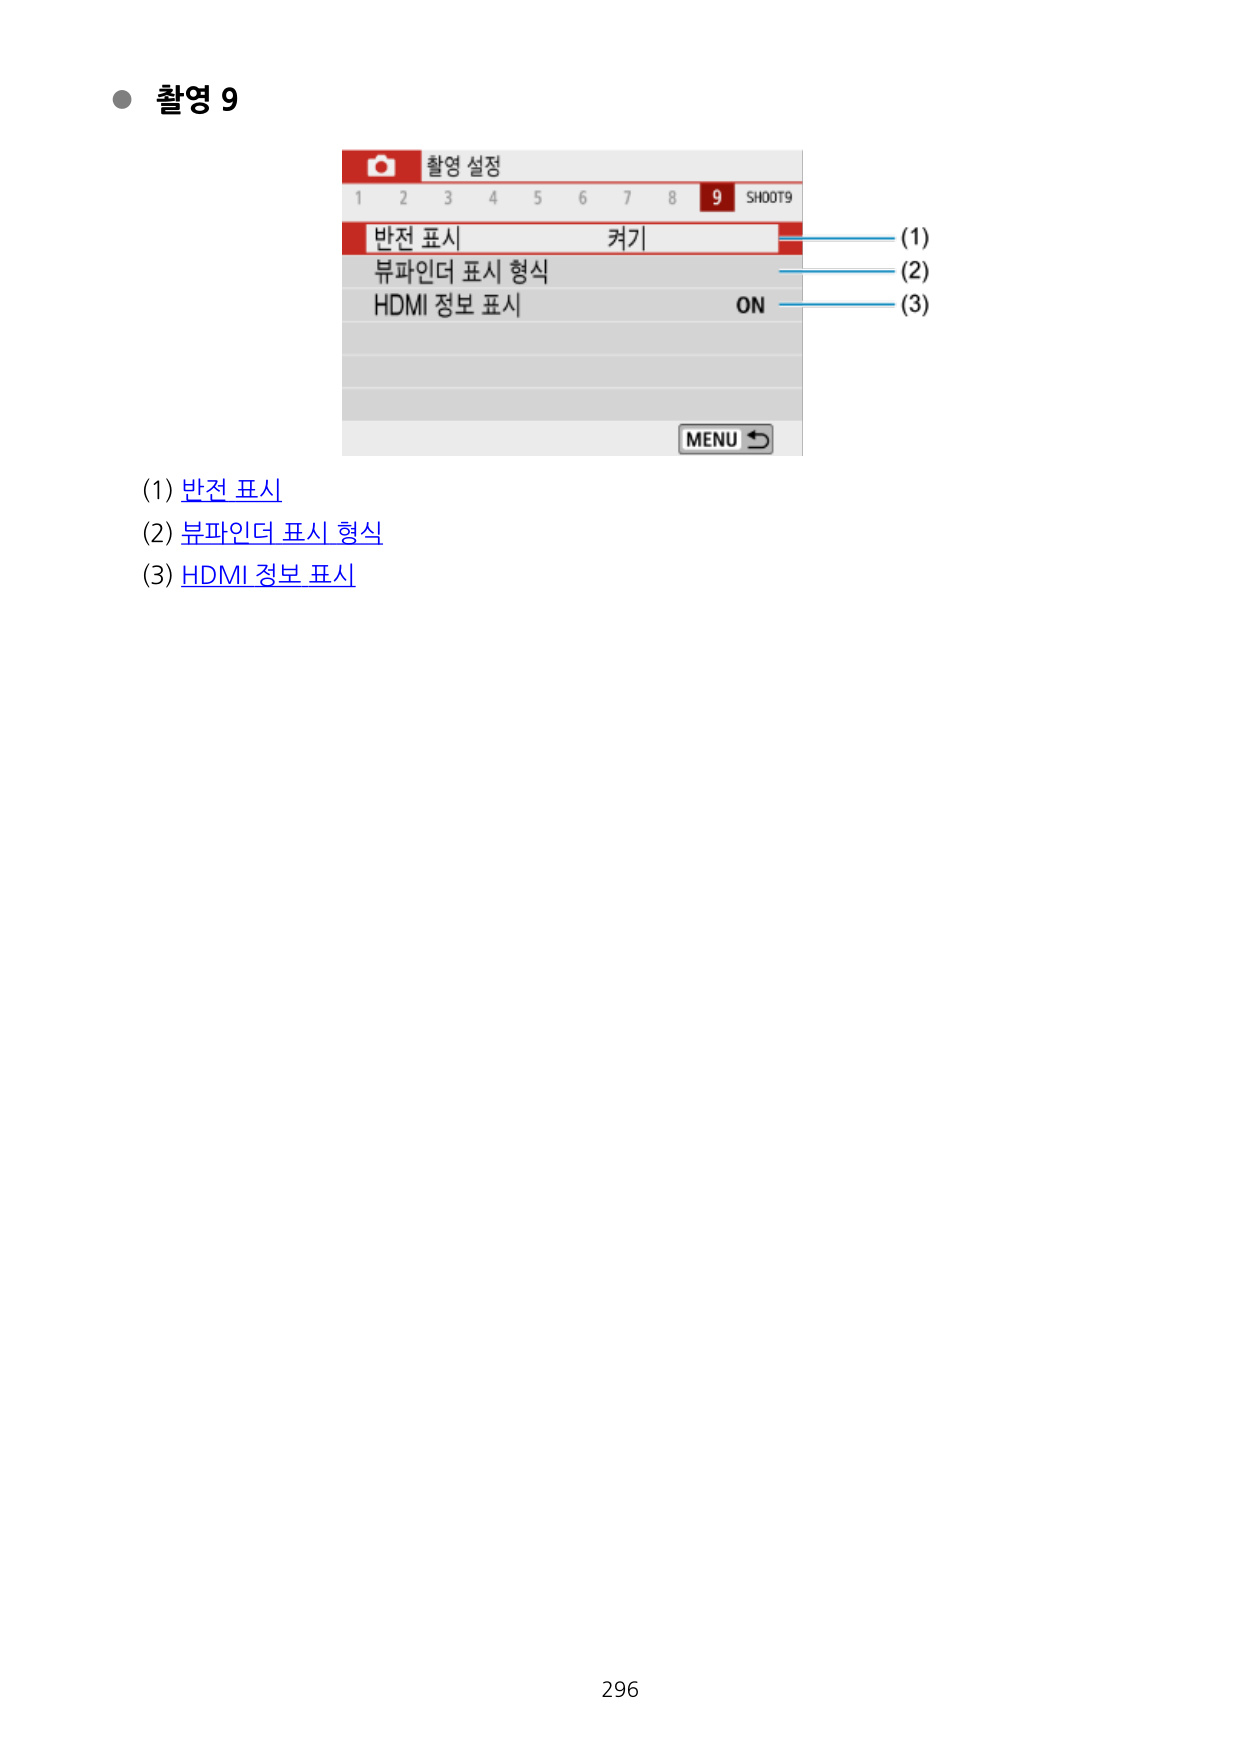 촬영 9
촬영 설정
1 2 3 4 5 6 7 8 9 SHOOT9
반전 표시 켜기 (1)
뷰파인더 표시 형식 (2)
HDMI 정보 표시 ON (3)
MENU
(1) 반전 표시
(2) 뷰파인더 표시 형식
(3) HDMI 정보 표시
296